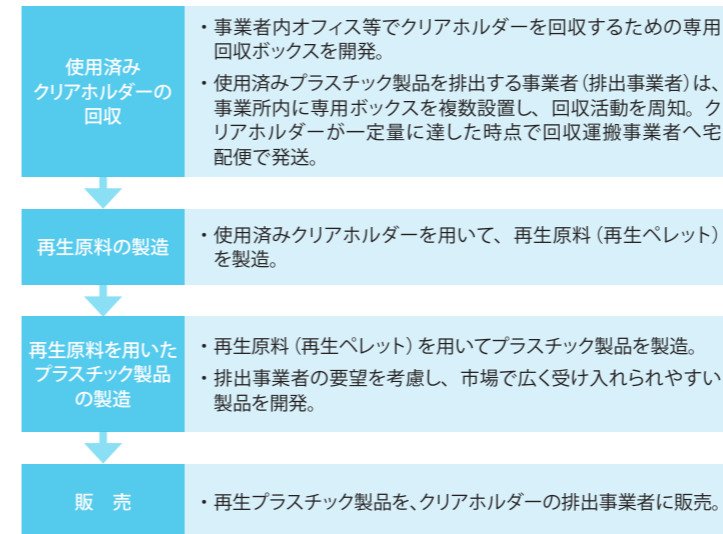 使用済み
クリアホルダーの
回収
・事業者内オフィス等でクリアホルダーを回収するための専用
回収ボックスを開発。
・使用済みプラスチック製品を排出する事業者（排出事業者）は、
事業所内に専用ボックスを複数設置し、回収活動を周知。ク
リアホルダーが一定量に達した時点で回収運搬事業者へ宅
配便で発送。
再生原料の製造
・使用済みクリアホルダーを用いて、再生原料（再生ペレット）
を製造。
再生原料を用いた
プラスチック製品
の製造
・再生原料（再生ペレット）を用いてプラスチック製品を製造。
・排出事業者の要望を考慮し、市場で広く受け入れられやすい
製品を開発。
販　売
・再生プラスチック製品を、クリアホルダーの排出事業者に販売。